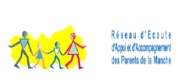 Réseau d'Ecoute
d'Appui et d'Accompagnement
des Parents de la Manche